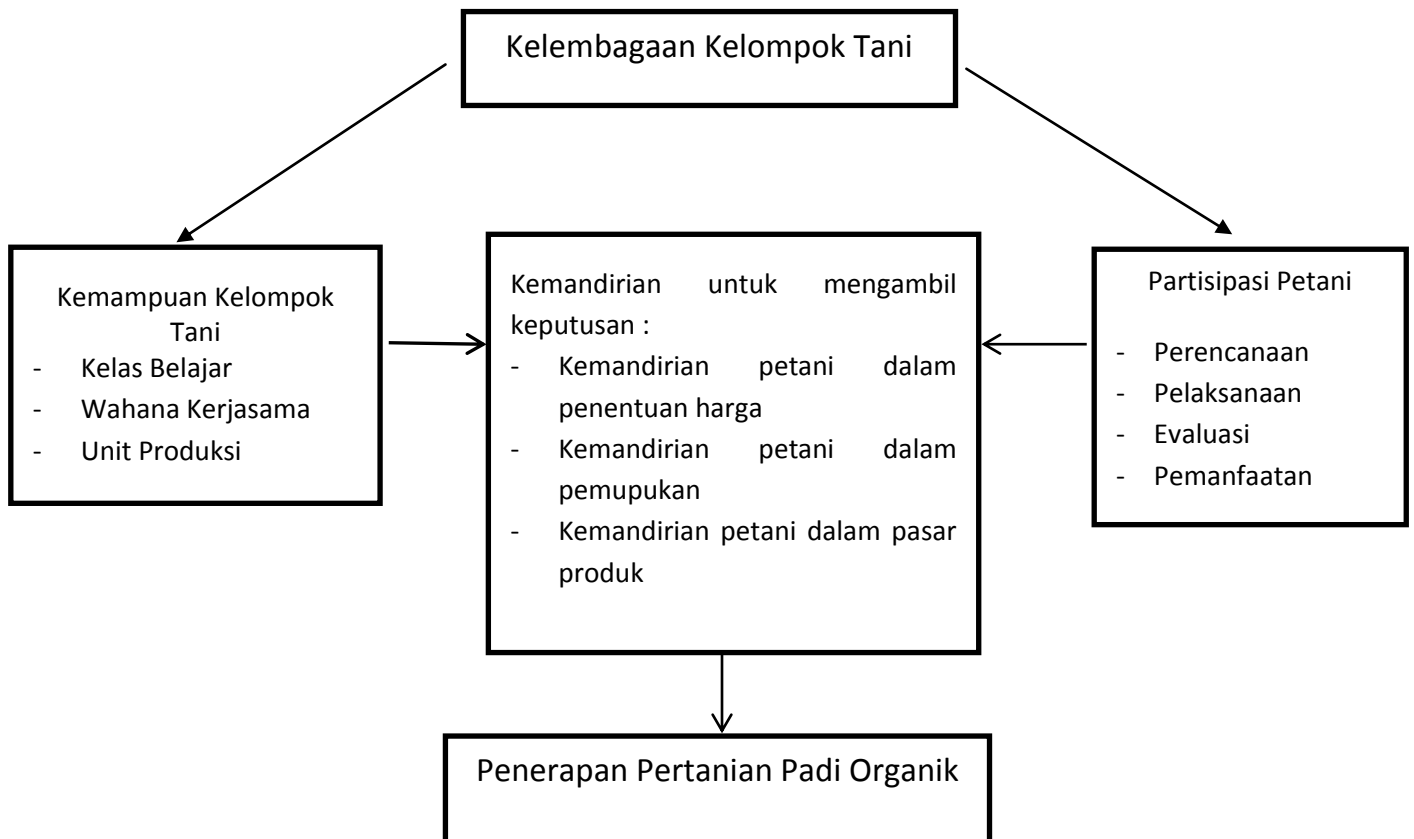 Kelembagaan Kelompok Tani
Kemampuan Kelompok
Tani
- Kelas Belajar
- Wahana Kerjasama
- Unit Produksi
Kemandirian untuk mengambil
keputusan :
- Kemandirian petani dalam
penentuan harga
- Kemandirian petani dalam
pemupukan
- Kemandirian petani dalam pasar
produk
Partisipasi Petani
- Perencanaan
- Pelaksanaan
- Evaluasi
- Pemanfaatan
Penerapan Pertanian Padi Organik